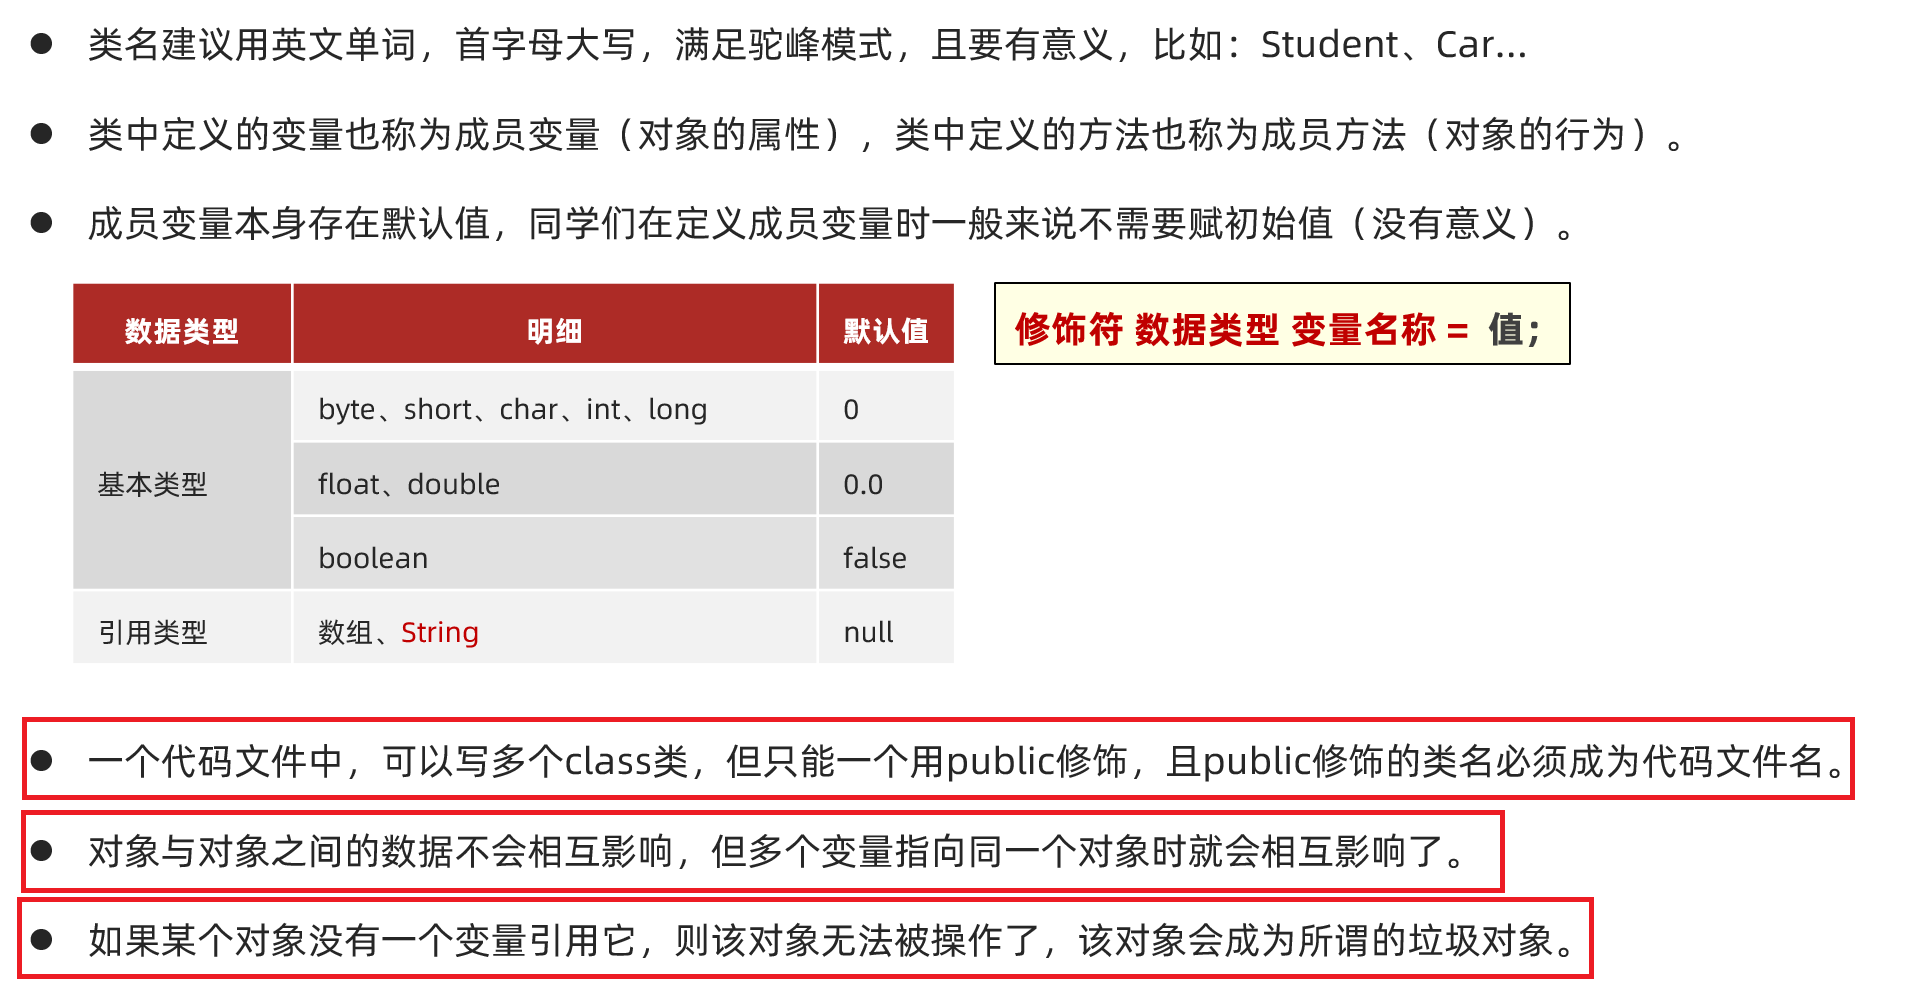 ● 类名建议用英文单词，首字母大写，满足驼峰模式，且要有意义，比如：Student、Car...
● 类中定义的变量也称为成员变量（对象的属性），类中定义的方法也称为成员方法（对象的行为）。
● 成员变量本身存在默认值，同学们在定义成员变量时一般来说不需要赋初始值（没有意义）。
数据类型 明细 默认值
修饰符 数据类型 变量名称 = 值;
byte、short、char、int、long 0
基本类型 float、double 0.0
boolean false
引用类型 数组、String null
● 一个代码文件中，可以写多个class类，但只能一个用public修饰，且public修饰的类名必须成为代码文件名。
● 对象与对象之间的数据不会相互影响，但多个变量指向同一个对象时就会相互影响了。
● 如果某个对象没有一个变量引用它，则该对象无法被操作了，该对象会成为所谓的垃圾对象。